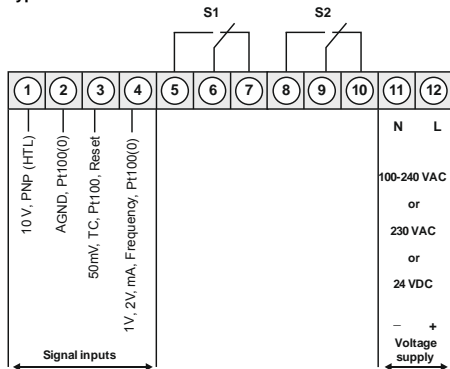 S1 S2
1 2 3 4 5 6 7 8 9 10 11 12
10 V, PNP (HTL)
AGND, Pt100(0)
50mV, TC, Pt100, Reset
1V, 2V, mA, Frequency, Pt100(0)
N L
100-240 VAC
or
230 VAC
or
24 VDC
– +
Signal inputs
Voltage
supply